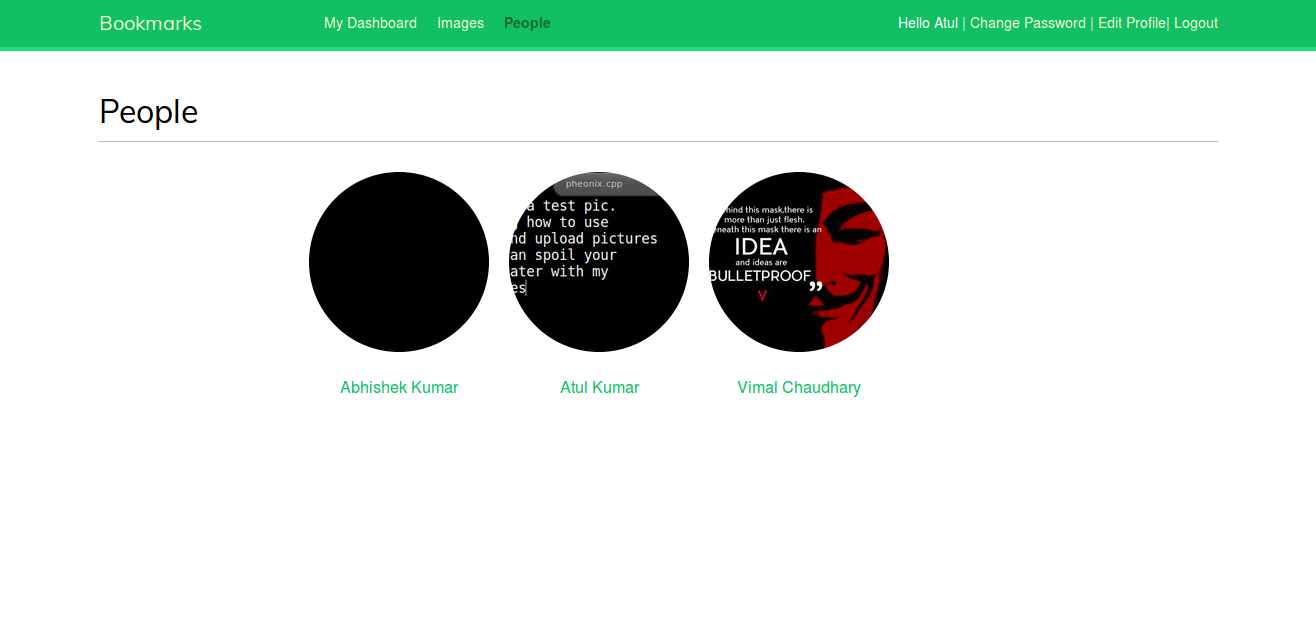 Bookmarks My Dashboard Images People Hello Atul | Change Password | Edit Profile| Logout
People
pheonix.cpp
a test pic.
how to use
nd upload pictures
an spoil your
ater with my
es
hind this mask,there is
more than just flesh.
eneath this mask there is an
IDEA
and ideas are
BULLETPROOF
”
V
Abhishek Kumar Atul Kumar Vimal Chaudhary